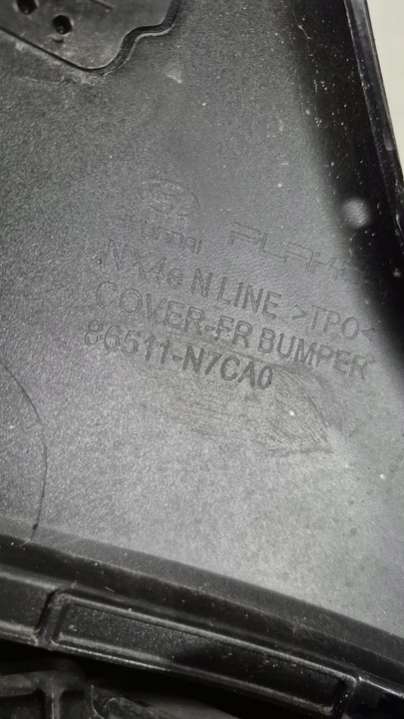 NX4e N LINE >TPO<
COVER-FR BUMPER
86511-N7CA0